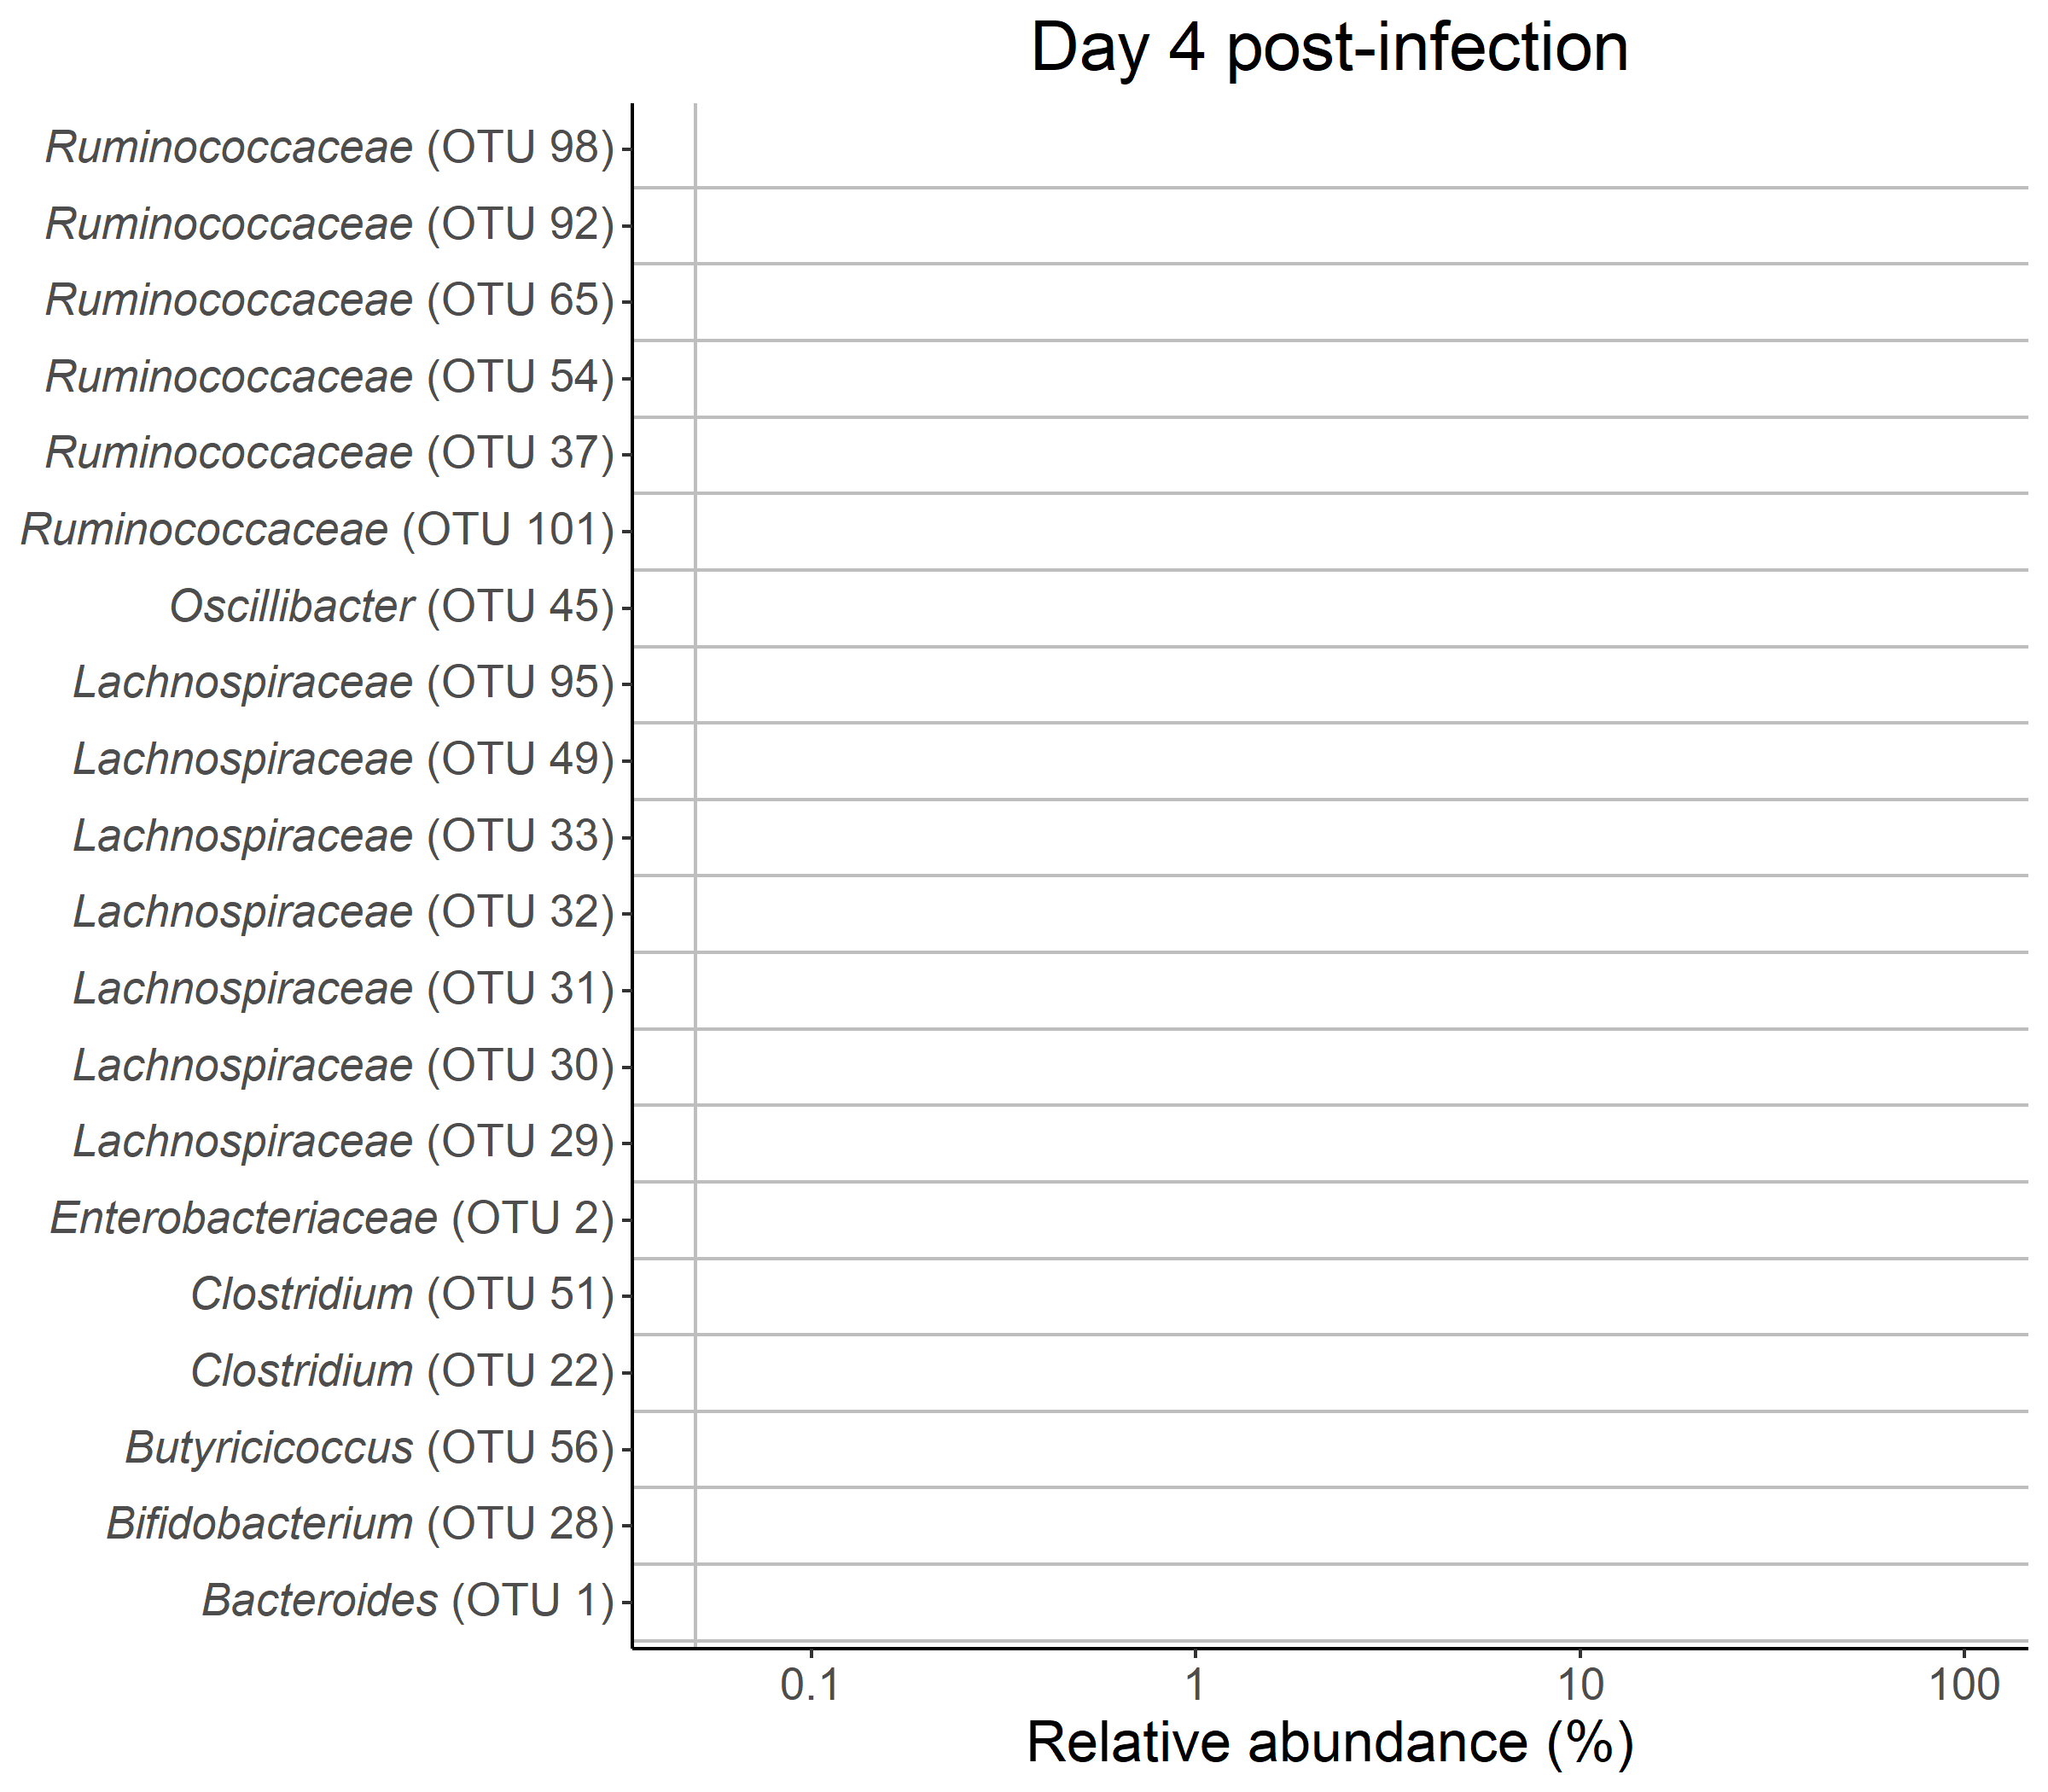 Day 4 post-infection
Ruminococcaceae (OTU 98)
Ruminococcaceae (OTU 92)
Ruminococcaceae (OTU 65)
Ruminococcaceae (OTU 54)
Ruminococcaceae (OTU 37)
Ruminococcaceae (OTU 101)
Oscillibacter (OTU 45)
Lachnospiraceae (OTU 95)
Lachnospiraceae (OTU 49)
Lachnospiraceae (OTU 33)
Lachnospiraceae (OTU 32)
Lachnospiraceae (OTU 31)
Lachnospiraceae (OTU 30)
Lachnospiraceae (OTU 29)
Enterobacteriaceae (OTU 2)
Clostridium (OTU 51)
Clostridium (OTU 22)
Butyricicoccus (OTU 56)
Bifidobacterium (OTU 28)
Bacteroides (OTU 1)
0.1 1 10 100
Relative abundance (%)